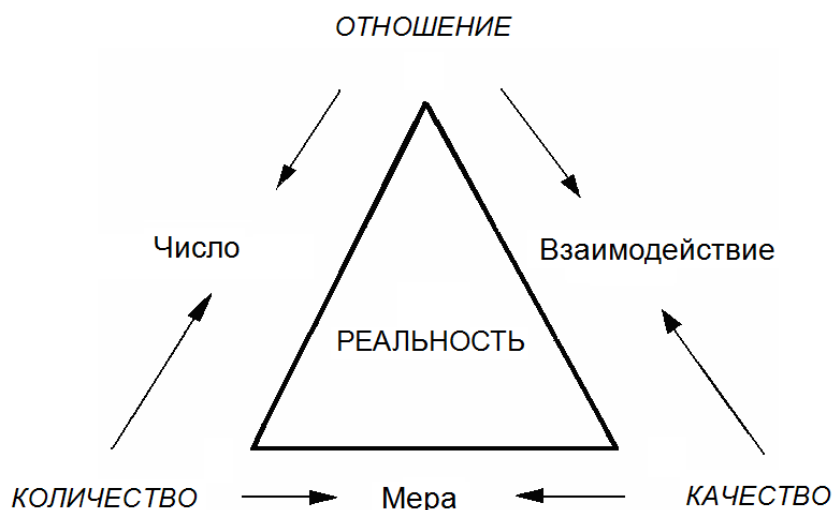 ОТНОШЕНИЕ
Число
Взаимодействие
РЕАЛЬНОСТЬ
КОЛИЧЕСТВО
Мера
КАЧЕСТВО